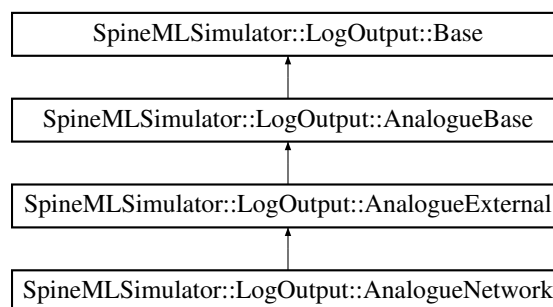 SpineMLSimulator::LogOutput::Base
SpineMLSimulator::LogOutput::AnalogueBase
SpineMLSimulator::LogOutput::AnalogueExternal
SpineMLSimulator::LogOutput::AnalogueNetwork